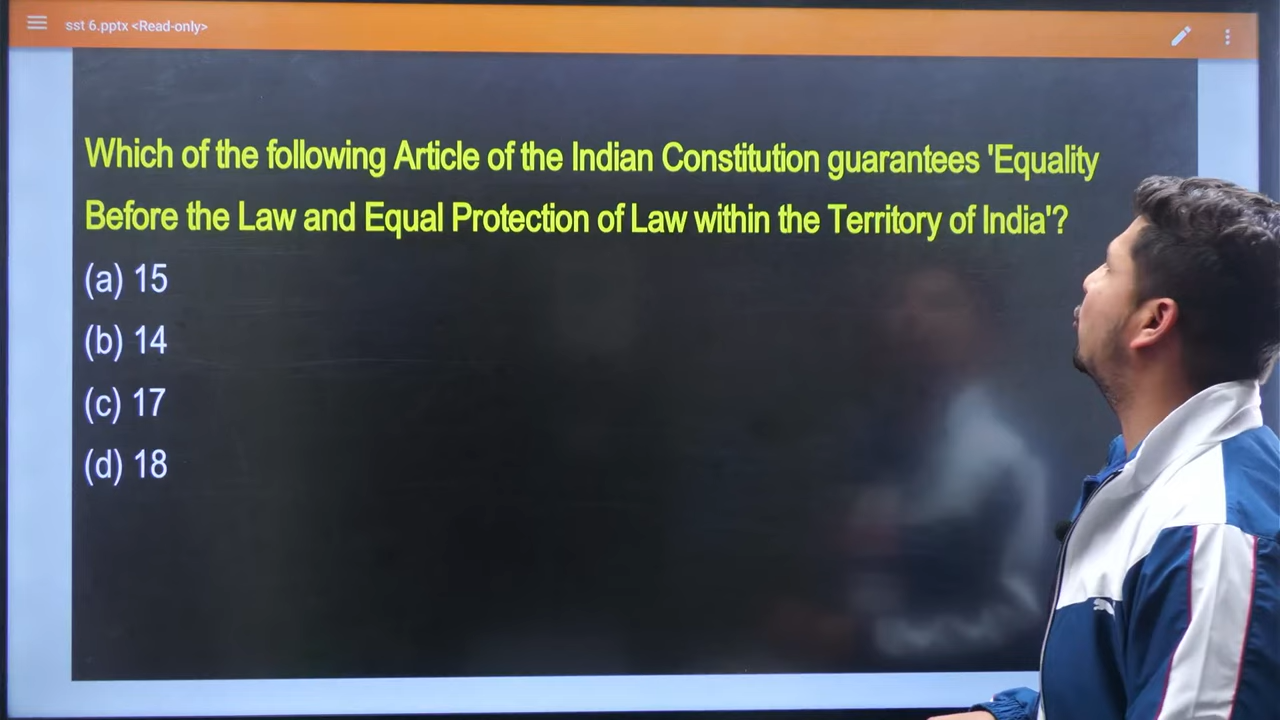 sst 6.pptx <Read-only>
Which of the following Article of the Indian Constitution guarantees 'Equality
Before the Law and Equal Protection of Law within the Territory of India'?
(a) 15
(b) 14
(c) 17
(d) 18